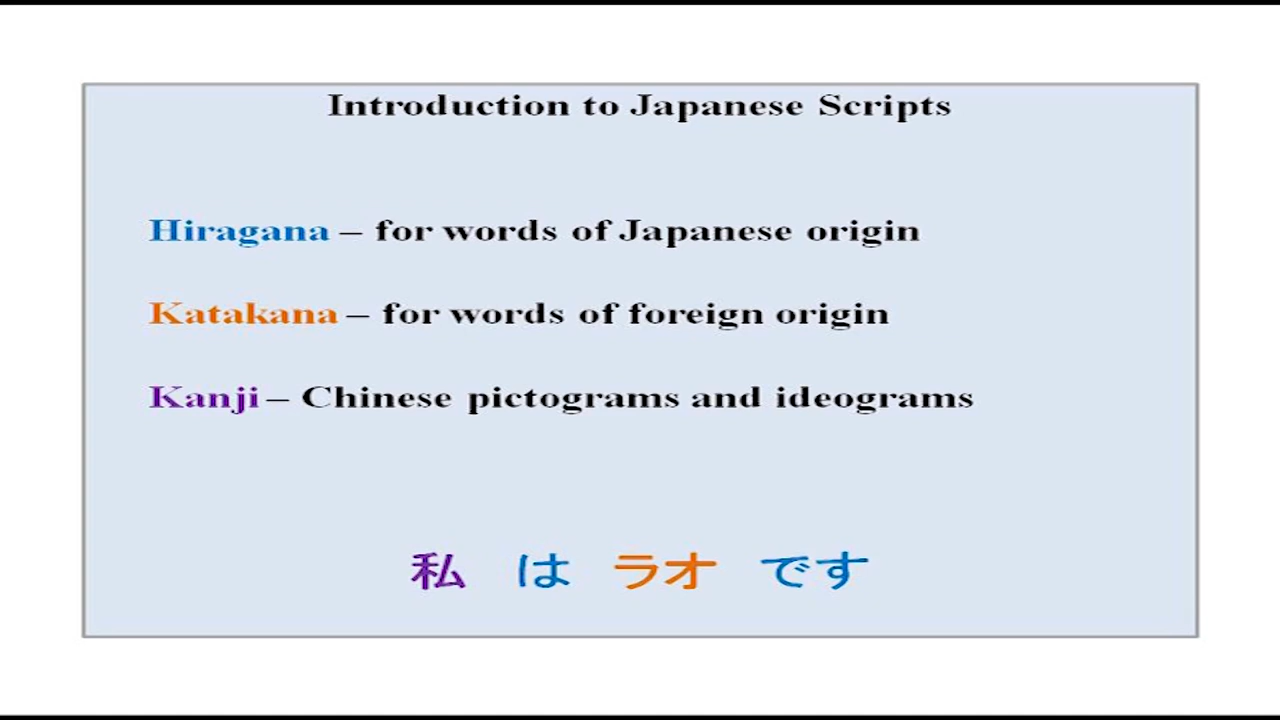 Introduction to Japanese Scripts
Hiragana – for words of Japanese origin
Katakana – for words of foreign origin
Kanji – Chinese pictograms and ideograms
私 は ラオ です